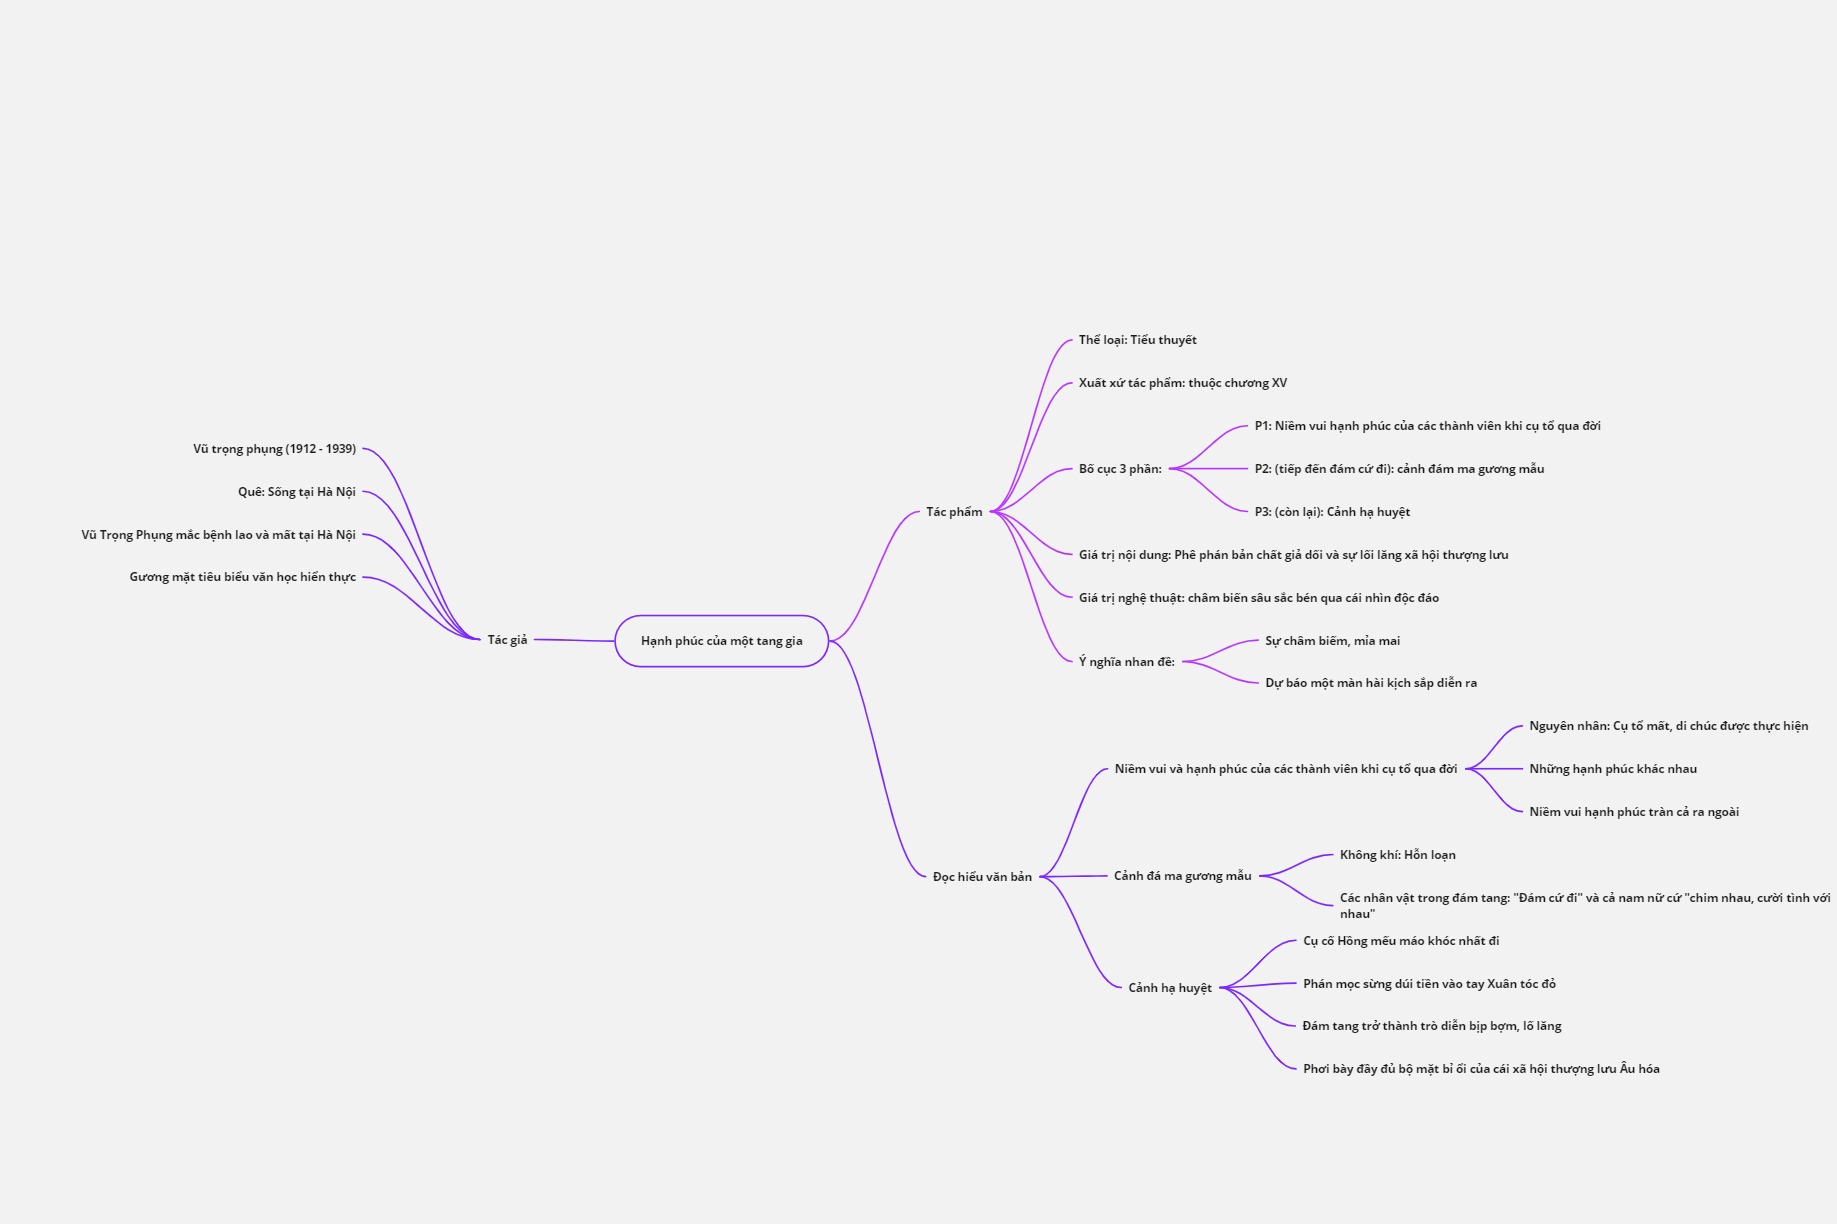 Vũ trọng phụng (1912 - 1939)
Quê: Sống tại Hà Nội
Vũ Trọng Phụng mắc bệnh lao và mất tại Hà Nội
Gương mặt tiêu biểu văn học hiển thực
Tác giả
Hạnh phúc của một tang gia
Tác phẩm
Thể loại: Tiểu thuyết
Xuất xứ tác phẩm: thuộc chương XV
Bố cục 3 phần:
P1: Niềm vui hạnh phúc của các thành viên khi cụ tổ qua đời
P2: (tiếp đến đám cứ đi): cảnh đám ma gương mẫu
P3: (còn lại): Cảnh hạ huyệt
Giá trị nội dung: Phê phán bản chất giả dối và sự lối lăng xã hội thượng lưu
Giá trị nghệ thuật: châm biến sâu sắc bén qua cái nhìn độc đáo
Ý nghĩa nhan đề:
Sự châm biếm, mỉa mai
Dự báo một màn hài kịch sắp diễn ra
Đọc hiểu văn bản
Niềm vui và hạnh phúc của các thành viên khi cụ tổ qua đời
Nguyên nhân: Cụ tổ mất, di chúc được thực hiện
Những hạnh phúc khác nhau
Niềm vui hạnh phúc tràn cả ra ngoài
Cảnh đá ma gương mẫu
Không khí: Hỗn loạn
Các nhân vật trong đám tang: "Đám cứ đi" và cả nam nữ cứ "chim nhau, cười tình với
nhau"
Cảnh hạ huyệt
Cụ cố Hồng mếu máo khóc nhất đi
Phán mọc sừng dúi tiền vào tay Xuân tóc đỏ
Đám tang trở thành trò diễn bịp bợm, lố lăng
Phơi bày đầy đủ bộ mặt bỉ ổi của cái xã hội thượng lưu Âu hóa